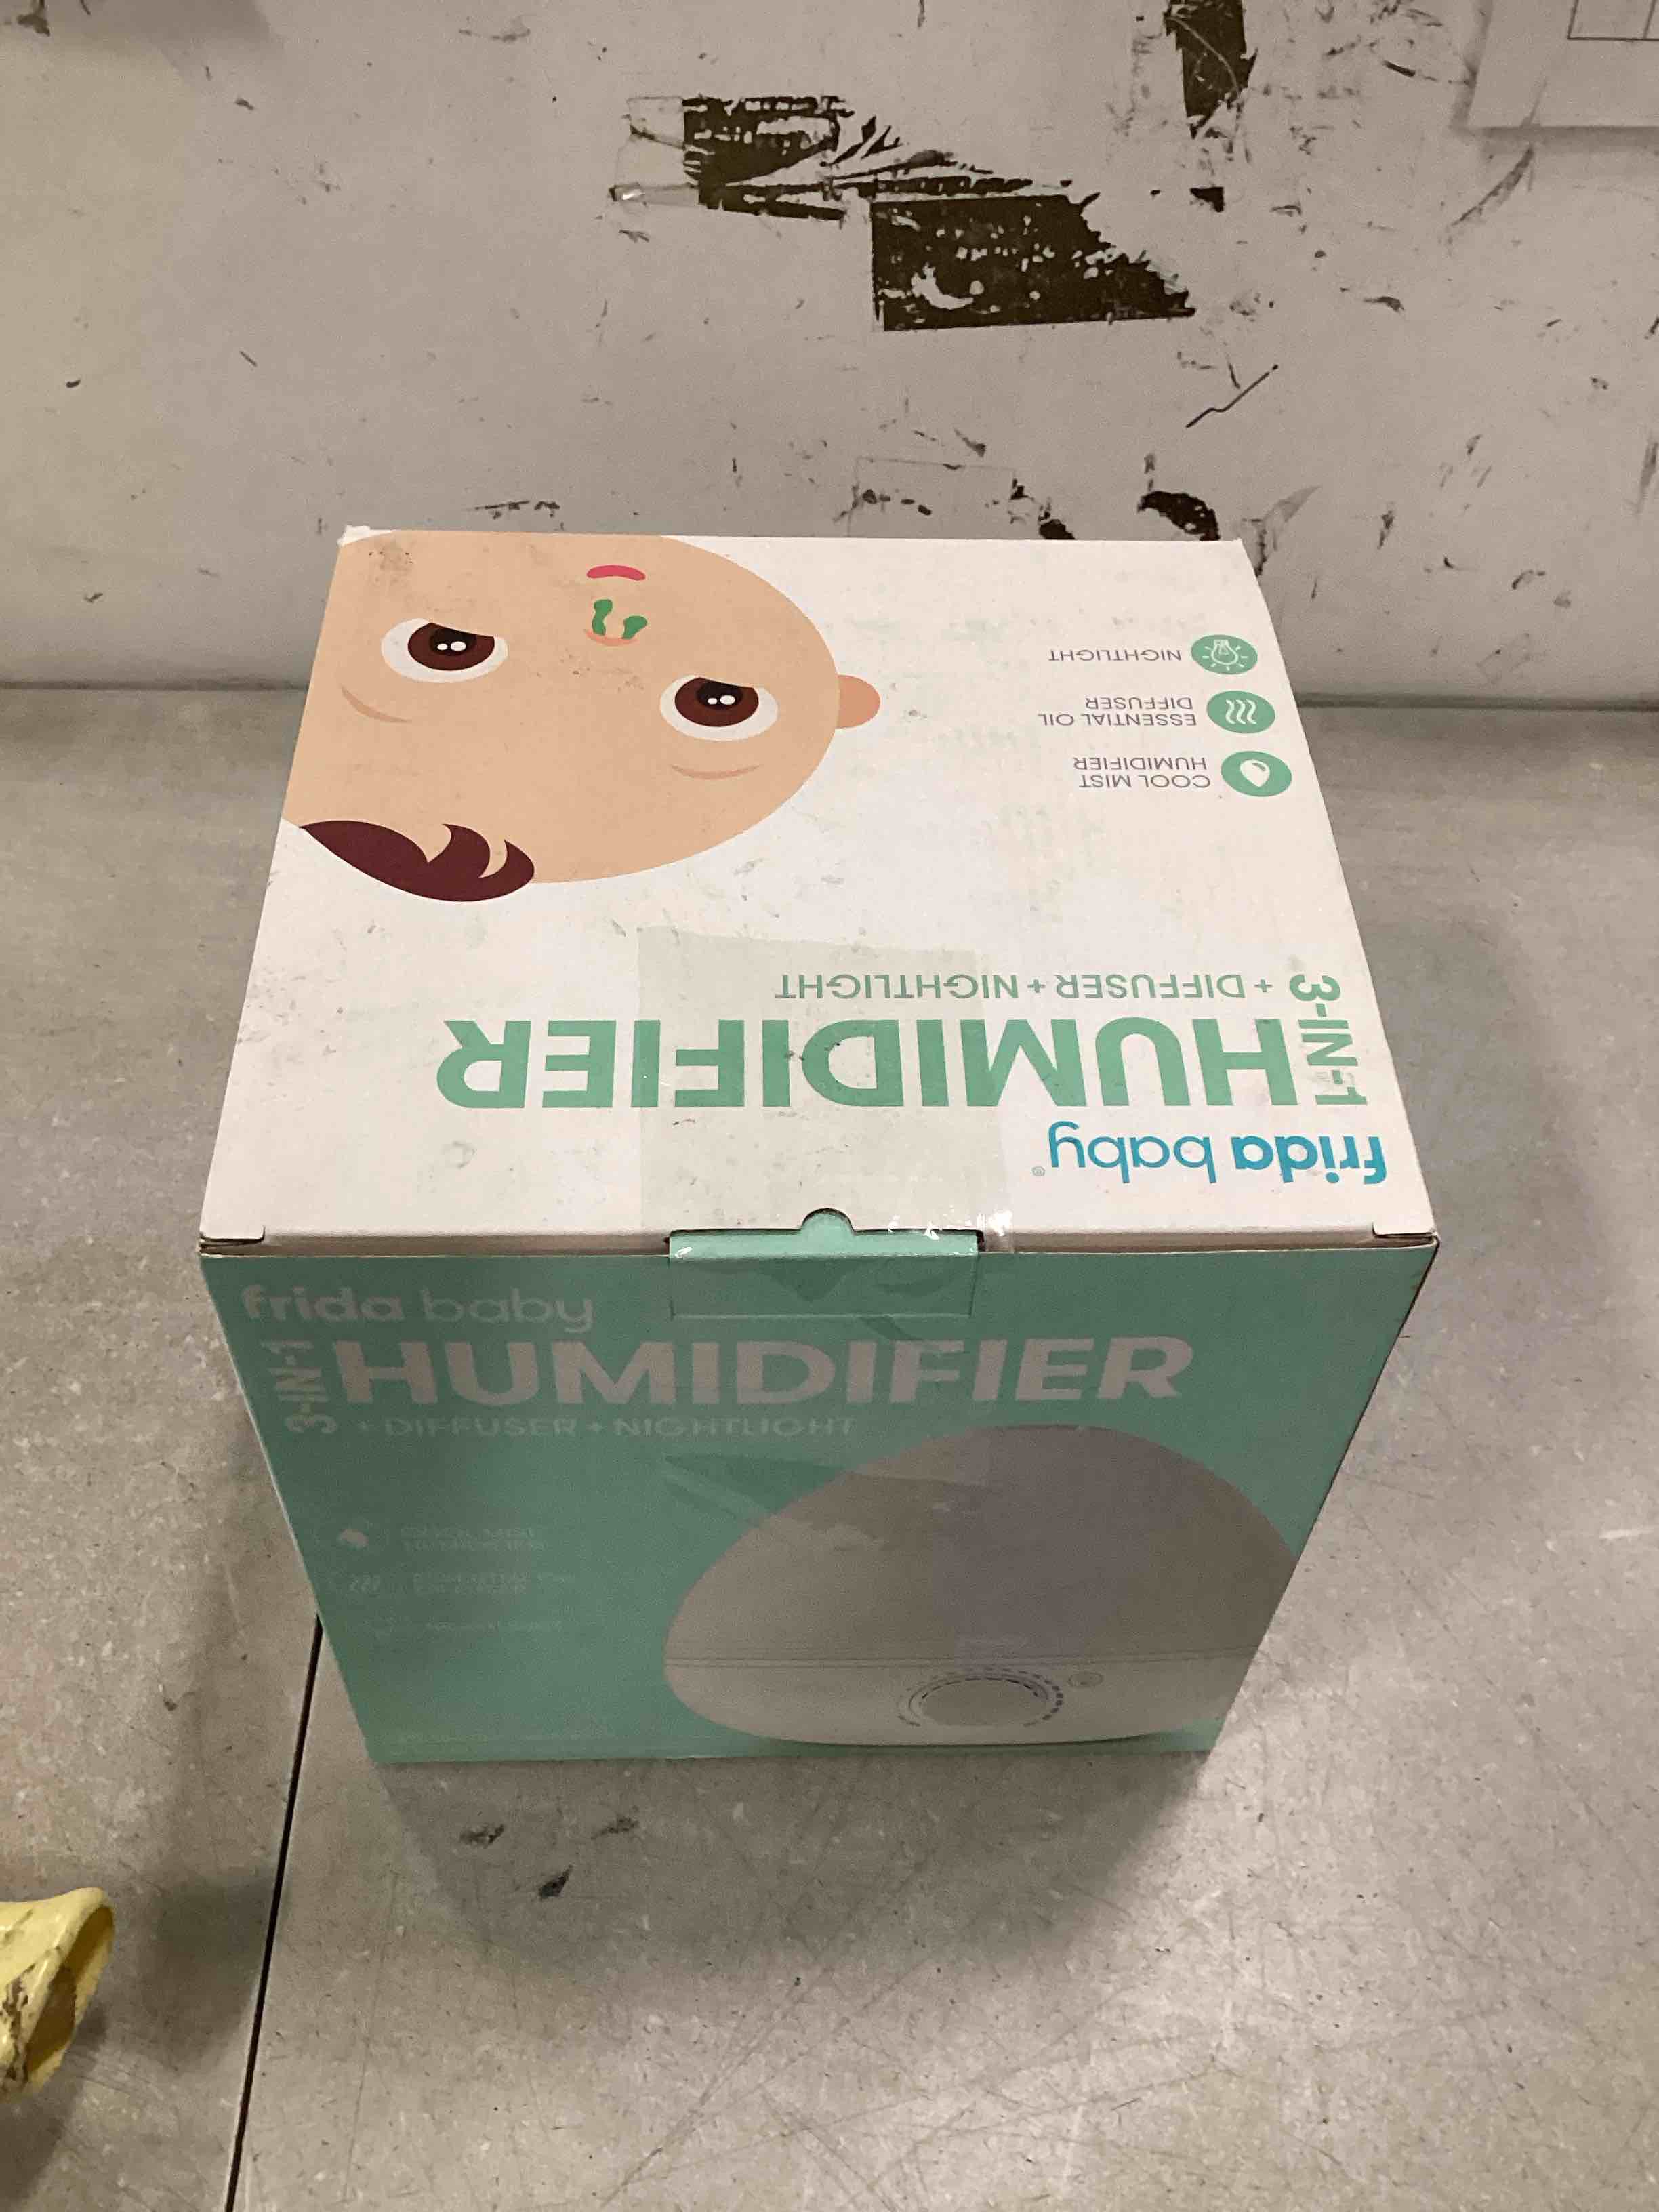 frida baby®
3-IN-1
HUMIDIFIER
+ DIFFUSER + NIGHTLIGHT
COOL MIST
HUMIDIFIER
ESSENTIAL OIL
DIFFUSER
NIGHTLIGHT
frida baby
3-IN-1
HUMIDIFIER
+ DIFFUSER + NIGHTLIGHT